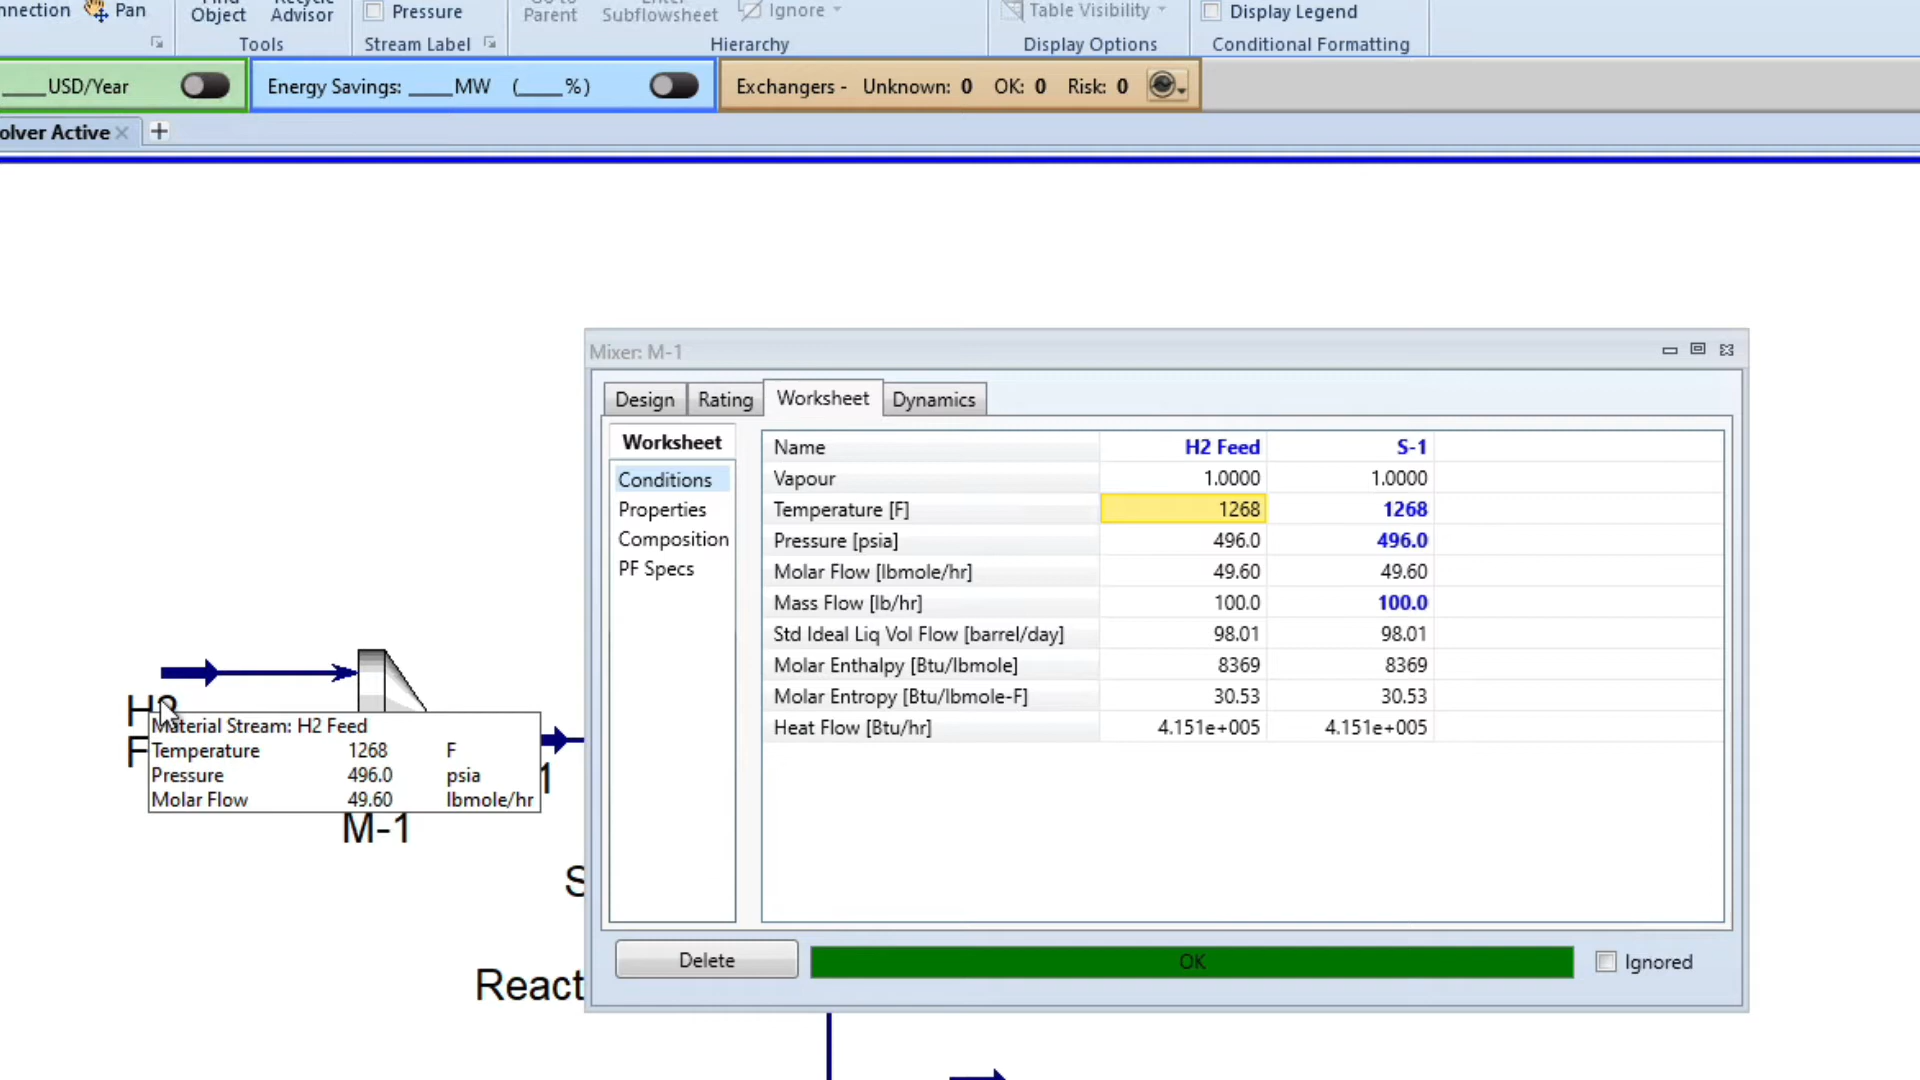 nnection Pan
Object
Advisor
Pressure
Parent
Subflowsheet
Ignore
Table Visibility
Display Legend
Tools
Stream Label
Hierarchy
Display Options
Conditional Formatting
____USD/Year
Energy Savings: ____MW (____%)
Exchangers - Unknown: 0 OK: 0 Risk: 0
olver Active
Mixer: M-1
Design Rating Worksheet Dynamics
Worksheet
Conditions
Properties
Composition
PF Specs
Name H2 Feed S-1
Vapour 1.0000 1.0000
Temperature [F] 1268 1268
Pressure [psia] 496.0 496.0
Molar Flow [lbmole/hr] 49.60 49.60
Mass Flow [lb/hr] 100.0 100.0
Std Ideal Liq Vol Flow [barrel/day] 98.01 98.01
Molar Enthalpy [Btu/lbmole] 8369 8369
Molar Entropy [Btu/lbmole-F] 30.53 30.53
Heat Flow [Btu/hr] 4.151e+005 4.151e+005
Delete OK Ignored
H2
F
Material Stream: H2 Feed
Temperature 1268 F
Pressure 496.0 psia
Molar Flow 49.60 lbmole/hr
1
M-1
S
React